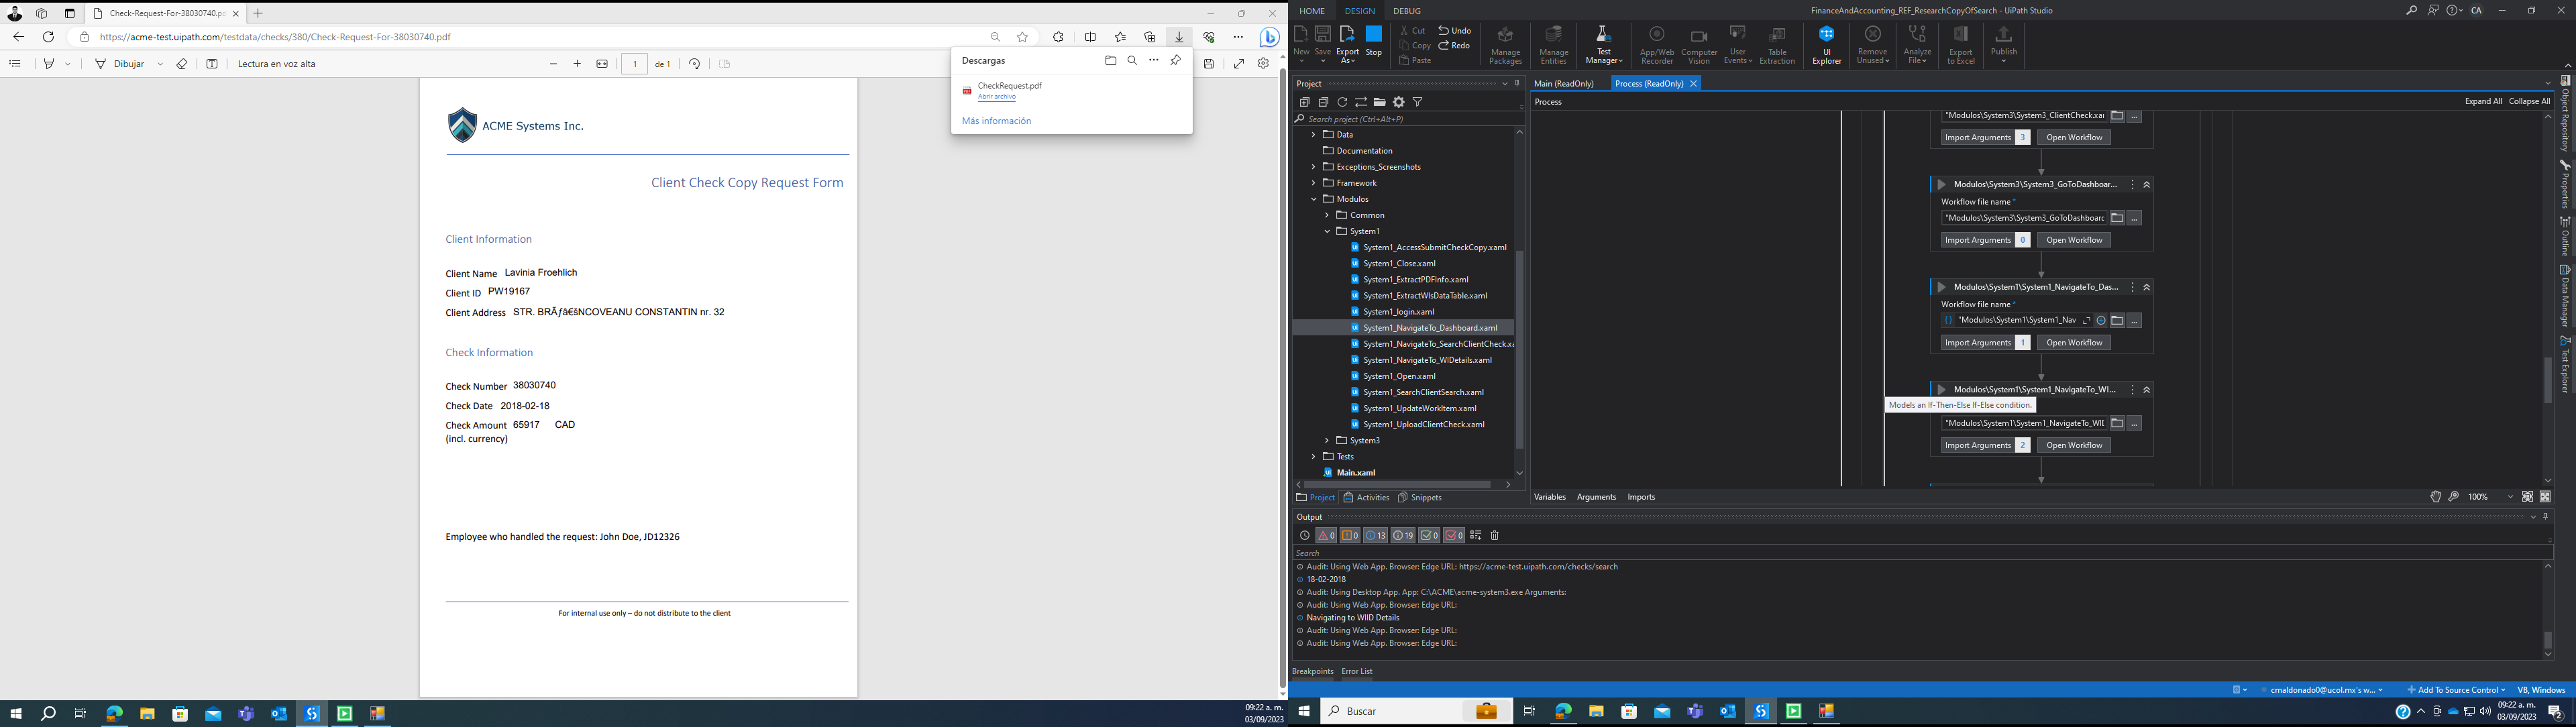 Check-Request-For-38030740.pd
https://acme-test.uipath.com/testdata/checks/380/Check-Request-For-38030740.pdf
Dibujar
Lectura en voz alta
1
de 1
Descargas
CheckRequest.pdf
Abrir archivo
Más información
ACME Systems Inc.
Client Check Copy Request Form
Client Information
Client Name Lavinia Froehlich
Client ID PW19167
Client Address STR. BRÃƒâ€šNCOVEANU CONSTANTIN nr. 32
Check Information
Check Number 38030740
Check Date 2018-02-18
Check Amount 65917 CAD
(incl. currency)
Employee who handled the request: John Doe, JD12326
For internal use only – do not distribute to the client
09:22 a. m.
03/09/2023
HOME DESIGN DEBUG
FinanceAndAccounting_REF_ResearchCopyOfSearch - UiPath Studio
CA
New
Save
Export As
Stop
Cut
Copy
Paste
Undo
Redo
Manage Packages
Manage Entities
Test Manager
App/Web Recorder
Computer Vision
User Events
Table Extraction
UI Explorer
Remove Unused
Analyze File
Export to Excel
Publish
Project
Search project (Ctrl+Alt+P)
Data
Documentation
Exceptions_Screenshots
Framework
Modulos
Common
System1
System1_AccessSubmitCheckCopy.xaml
System1_Close.xaml
System1_ExtractPDFInfo.xaml
System1_ExtractWIsDataTable.xaml
System1_login.xaml
System1_NavigateTo_Dashboard.xaml
System1_NavigateTo_SearchClientCheck.xa
System1_NavigateTo_WIDetails.xaml
System1_Open.xaml
System1_SearchClientSearch.xaml
System1_UpdateWorkItem.xaml
System1_UploadClientCheck.xaml
System3
Tests
Main.xaml
Project Activities Snippets
Main (ReadOnly)
Process (ReadOnly)
Process
Expand All Collapse All
"Modulos\System3\System3_ClientCheck.xai
...
Import Arguments 3 Open Workflow
Modulos\System3\System3_GoToDashboar...
Workflow file name *
"Modulos\System3\System3_GoToDashboard
...
Import Arguments 0 Open Workflow
Modulos\System1\System1_NavigateTo_Das...
Workflow file name *
"Modulos\System1\System1_Nav
...
Import Arguments 1 Open Workflow
Modulos\System1\System1_NavigateTo_WI...
Models an If-Then-Else If-Else condition.
"Modulos\System1\System1_NavigateTo_WID
...
Import Arguments 2 Open Workflow
Variables Arguments Imports
100%
Object Repository
Properties
Outline
Data Manager
Test Explorer
Output
0 0 13 19 0 0
Search
Audit: Using Web App. Browser: Edge URL: https://acme-test.uipath.com/checks/search
18-02-2018
Audit: Using Desktop App. App: C:\ACME\acme-system3.exe Arguments:
Audit: Using Web App. Browser: Edge URL:
Navigating to WIID Details
Audit: Using Web App. Browser: Edge URL:
Audit: Using Web App. Browser: Edge URL:
Breakpoints Error List
cmaldonado0@ucol.mx's w...
Add To Source Control
VB, Windows
Buscar
09:22 a. m.
03/09/2023
2